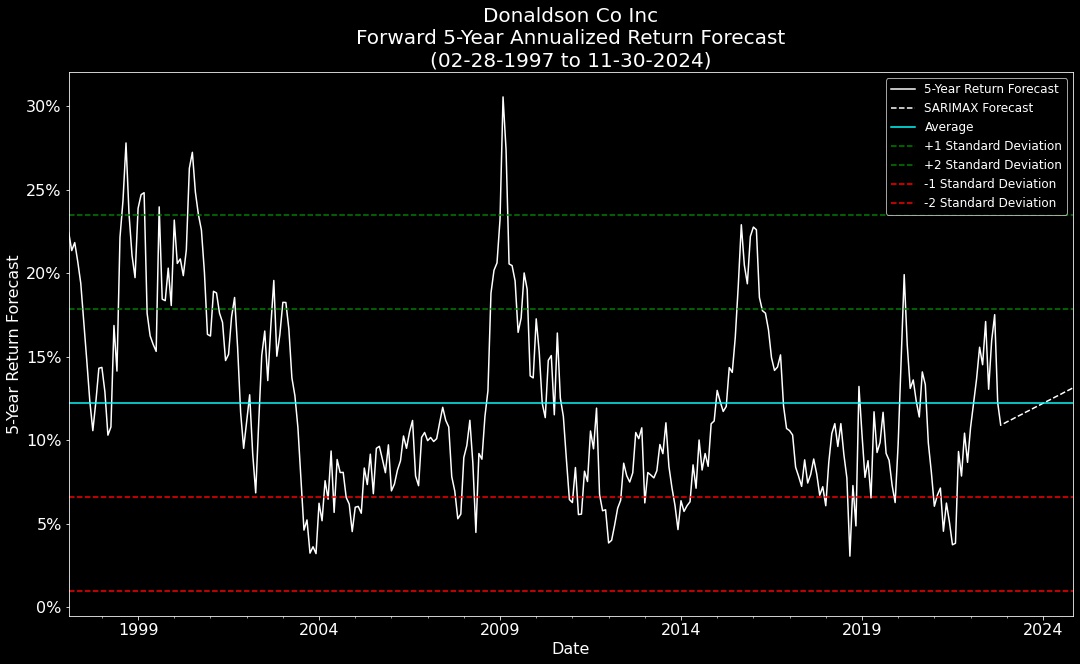 Donaldson Co Inc
Forward 5-Year Annualized Return Forecast
(02-28-1997 to 11-30-2024)
5-Year Return Forecast
SARIMAX Forecast
Average
+1 Standard Deviation
+2 Standard Deviation
-1 Standard Deviation
-2 Standard Deviation
5-Year Return Forecast
30%
25%
20%
15%
10%
5%
0%
1999 2004 2009 2014 2019 2024
Date